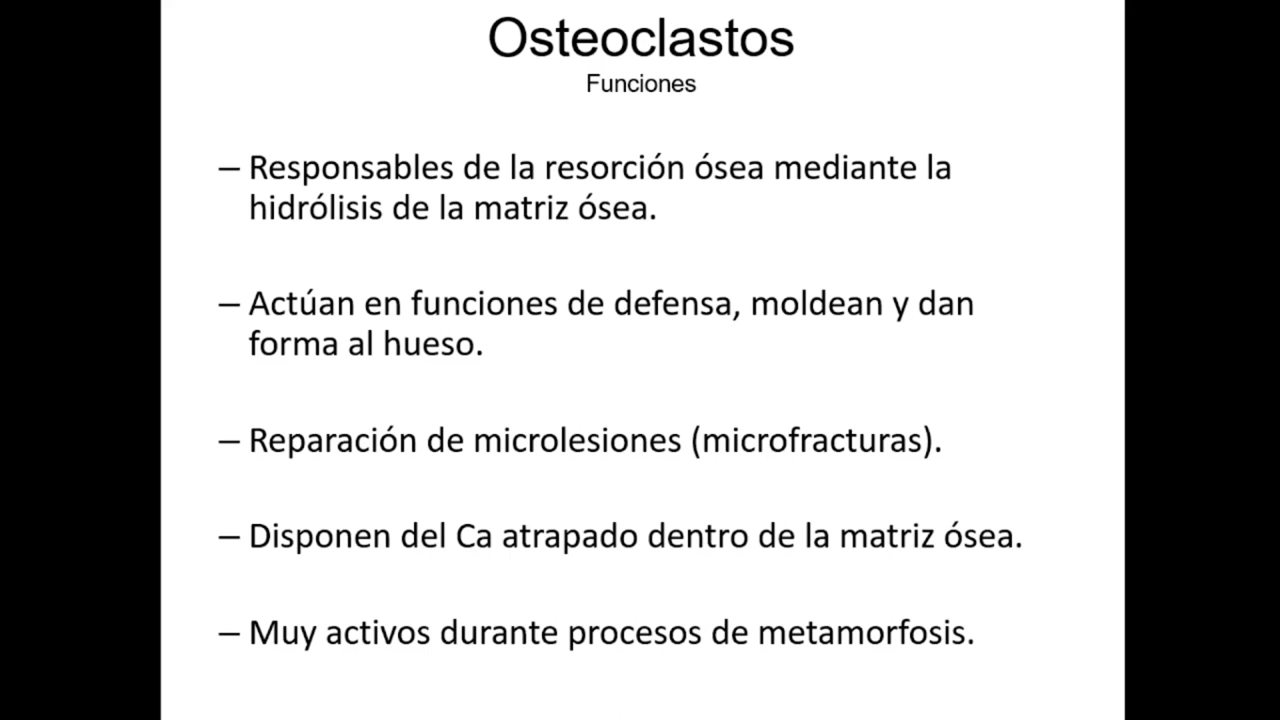 Osteoclastos
Funciones
– Responsables de la resorción ósea mediante la
hidrólisis de la matriz ósea.
– Actúan en funciones de defensa, moldean y dan
forma al hueso.
– Reparación de microlesiones (microfracturas).
– Disponen del Ca atrapado dentro de la matriz ósea.
– Muy activos durante procesos de metamorfosis.